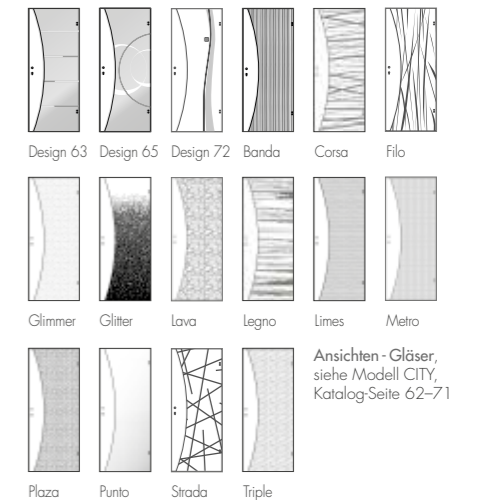 Design 63 Design 65 Design 72 Banda Corsa Filo
Glimmer Glitter Lava Legno Limes Metro
Ansichten - Gläser,
siehe Modell CITY,
Katalog-Seite 62–71
Plaza Punto Strada Triple